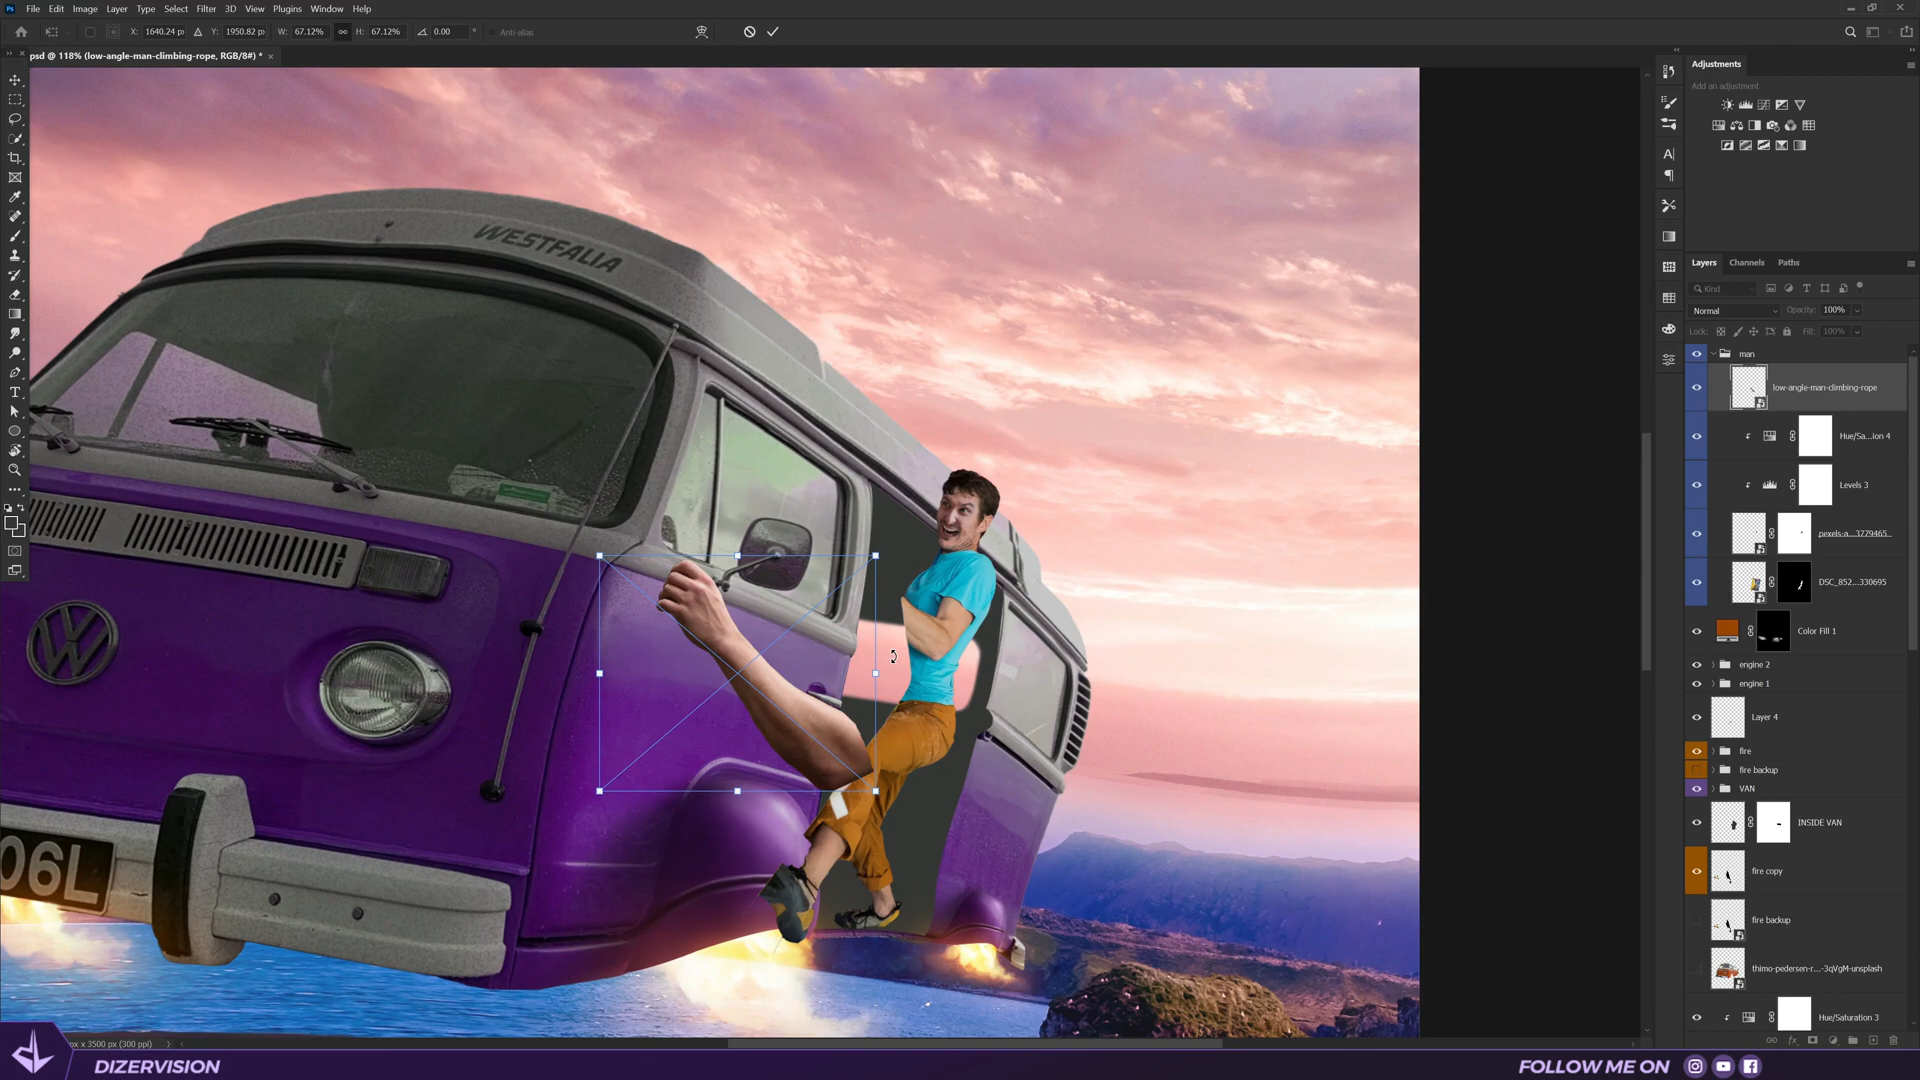 Ps File Edit Image Layer Type Select Filter 3D View Plugins Window Help
X: 1640.24 p Y: 1950.82 p W: 67.12% H: 67.12% 0.00 ° Anti-alias
psd @ 118% (low-angle-man-climbing-rope, RGB/8#) *
Adjustments
Add an adjustment
Layers Channels Paths
Kind
Normal Opacity: 100%
Lock: Fill: 100%
man
low-angle-man-climbing-rope
Hue/Sa...ion 4
Levels 3
pexels-a...3779465...
DSC_852...330695
Color Fill 1
engine 2
engine 1
Layer 4
fire
fire backup
VAN
INSIDE VAN
fire copy
fire backup
thimo-pedersen-r...-3qVgM-unsplash
Hue/Saturation 3
WESTFALIA
VW
06L
px x 3500 px (300 ppi)
DIZERVISION
FOLLOW ME ON